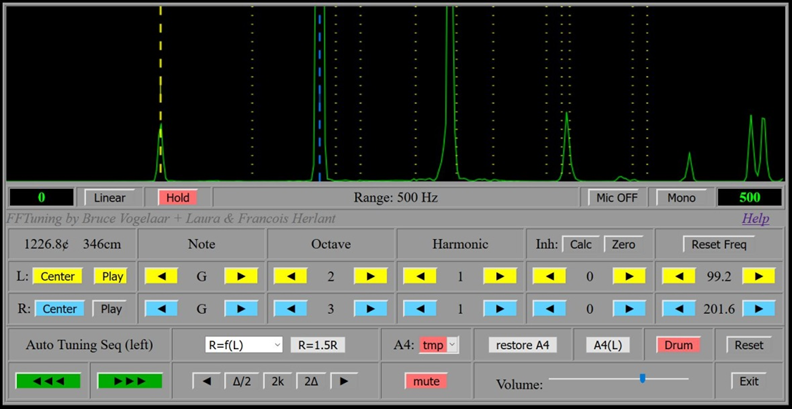 0 Linear Hold Range: 500 Hz Mic OFF Mono 500
FFTuning by Bruce Vogelaar + Laura & Francois Herlant Help
1226.8¢ 346cm Note Octave Harmonic Inh: Calc Zero Reset Freq
L: Center Play ◄ G ► ◄ 2 ► ◄ 1 ► ◄ 0 ► ◄ 99.2 ►
R: Center Play ◄ G ► ◄ 3 ► ◄ 1 ► ◄ 0 ► ◄ 201.6 ►
Auto Tuning Seq (left) R=f(L) R=1.5R A4: tmp restore A4 A4(L) Drum Reset
◄◄◄ ►►► ◄ Δ/2 2k 2Δ ► mute Volume: Exit